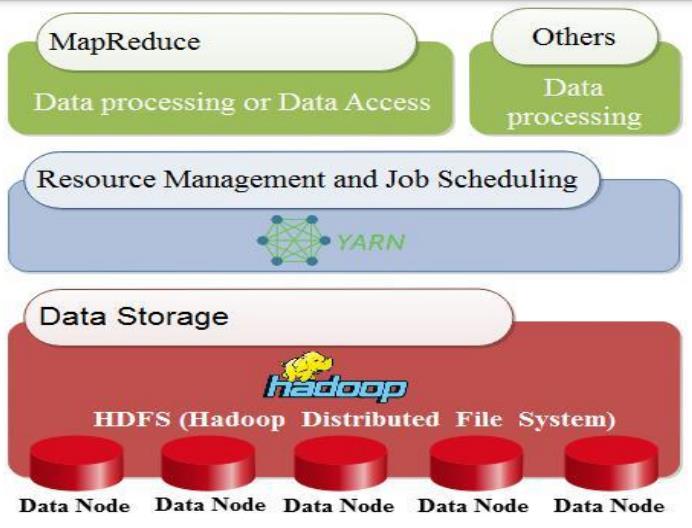 MapReduce
Data processing or Data Access
Others
Data
processing
Resource Management and Job Scheduling
YARN
Data Storage
hadoop
HDFS (Hadoop Distributed File System)
Data Node Data Node Data Node Data Node Data Node